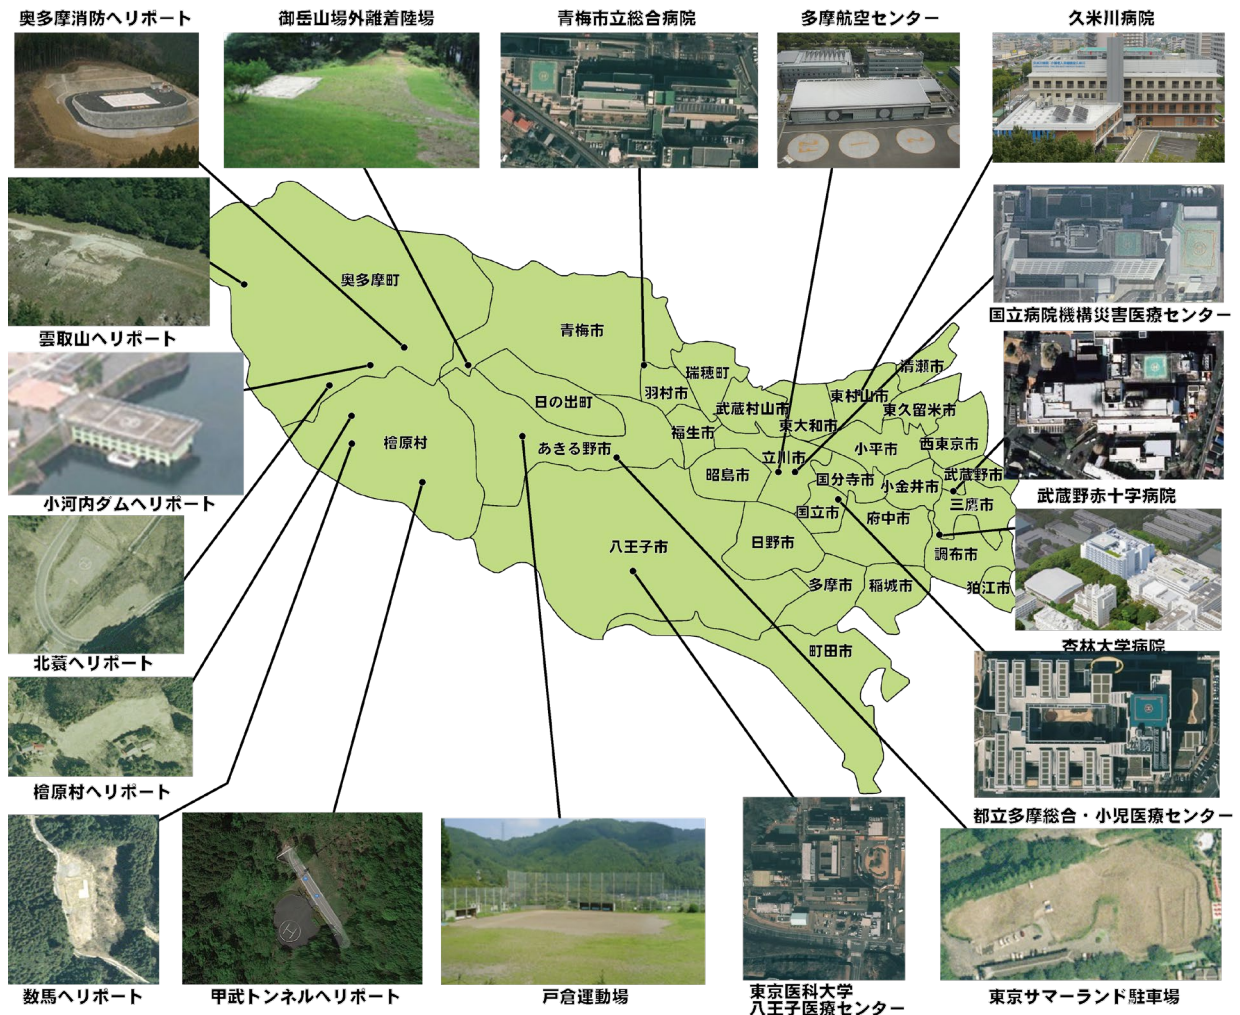 奥多摩消防ヘリポート
御岳山場外離着陸場
青梅市立総合病院
多摩航空センター
久米川病院
雲取山ヘリポート
国立病院機構災害医療センター
小河内ダムヘリポート
武蔵野赤十字病院
北蓑ヘリポート
杏林大学病院
檜原村ヘリポート
都立多摩総合・小児医療センター
数馬ヘリポート
甲武トンネルヘリポート
戸倉運動場
東京医科大学
八王子医療センター
東京サマーランド駐車場
奥多摩町
青梅市
日の出町
羽村市
瑞穂町
武蔵村山市
東大和市
東村山市
清瀬市
東久留米市
檜原村
あきる野市
福生市
昭島市
立川市
国分寺市
小平市
西東京市
小金井市
武蔵野市
三鷹市
国立市
府中市
八王子市
日野市
調布市
多摩市
稲城市
狛江市
町田市